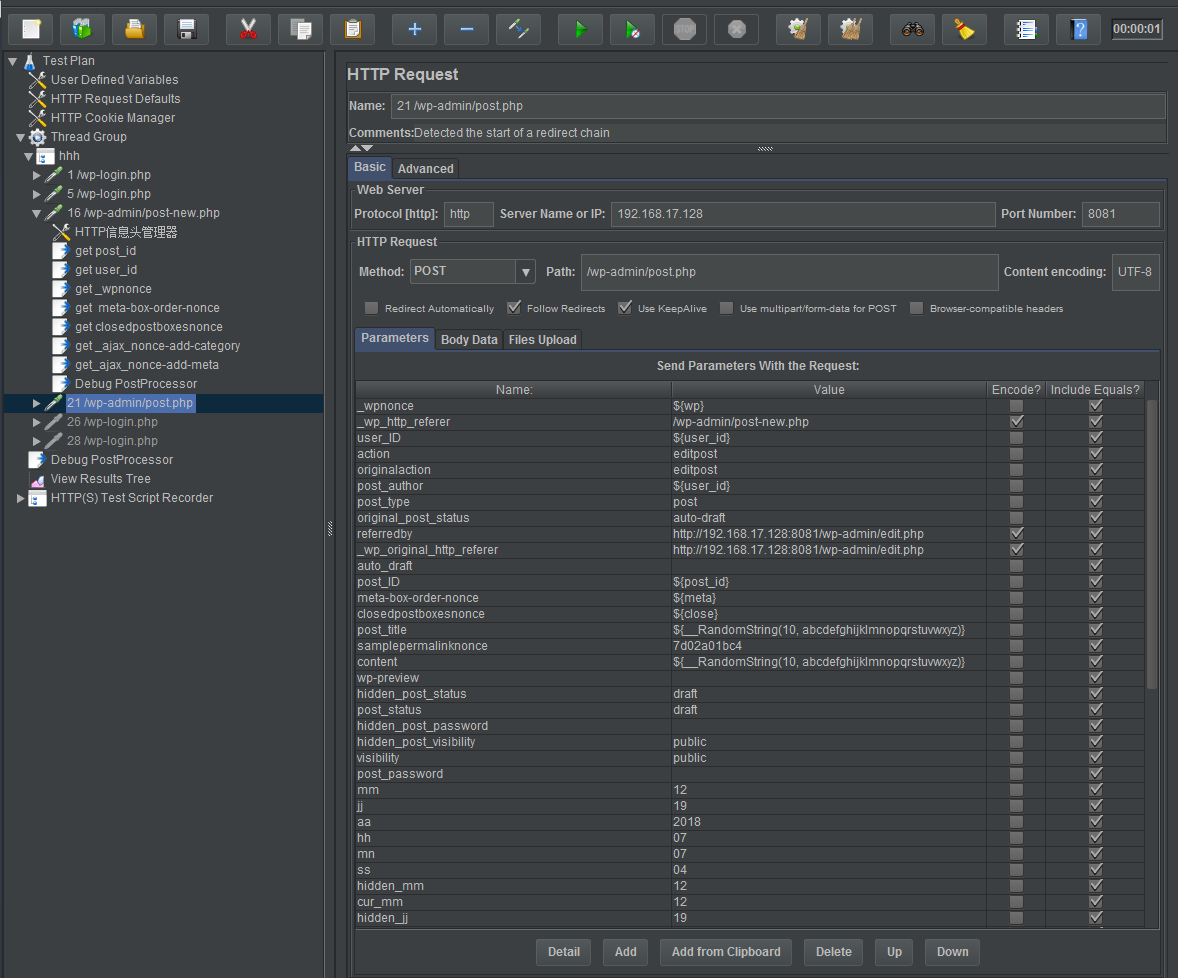 00:00:01
Test Plan
User Defined Variables
HTTP Request Defaults
HTTP Cookie Manager
Thread Group
hhh
1 /wp-login.php
5 /wp-login.php
16 /wp-admin/post-new.php
HTTP信息头管理器
get post_id
get user_id
get _wpnonce
get  meta-box-order-nonce
get closedpostboxesnonce
get _ajax_nonce-add-category
get_ajax_nonce-add-meta
Debug PostProcessor
21 /wp-admin/post.php
26 /wp-login.php
28 /wp-login.php
Debug PostProcessor
View Results Tree
HTTP(S) Test Script Recorder
HTTP Request
Name: 21 /wp-admin/post.php
Comments: Detected the start of a redirect chain
Basic Advanced
Web Server
Protocol [http]: http Server Name or IP: 192.168.17.128 Port Number: 8081
HTTP Request
Method: POST Path: /wp-admin/post.php Content encoding: UTF-8
Redirect Automatically Follow Redirects Use KeepAlive Use multipart/form-data for POST Browser-compatible headers
Parameters Body Data Files Upload
Send Parameters With the Request:
Name: Value Encode? Include Equals?
_wpnonce ${wp}
_wp_http_referer /wp-admin/post-new.php
user_ID ${user_id}
action editpost
originalaction editpost
post_author ${user_id}
post_type post
original_post_status auto-draft
referredby http://192.168.17.128:8081/wp-admin/edit.php
_wp_original_http_referer http://192.168.17.128:8081/wp-admin/edit.php
auto_draft
post_ID ${post_id}
meta-box-order-nonce ${meta}
closedpostboxesnonce ${close}
post_title ${__RandomString(10, abcdefghijklmnopqrstuvwxyz)}
samplepermalinknonce 7d02a01bc4
content ${__RandomString(10, abcdefghijklmnopqrstuvwxyz)}
wp-preview
hidden_post_status draft
post_status draft
hidden_post_password
hidden_post_visibility public
visibility public
post_password
mm 12
jj 19
aa 2018
hh 07
mn 07
ss 04
hidden_mm 12
cur_mm 12
hidden_jj 19
Detail Add Add from Clipboard Delete Up Down